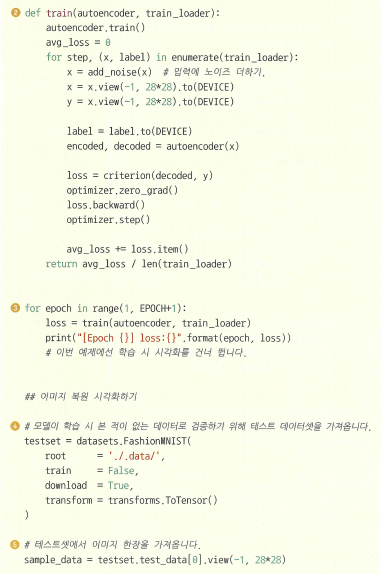 ❷ def train(autoencoder, train_loader):
    autoencoder.train()
    avg_loss = 0
    for step, (x, label) in enumerate(train_loader):
        x = add_noise(x)  # 입력에 노이즈 더하기.
        x = x.view(-1, 28*28).to(DEVICE)
        y = x.view(-1, 28*28).to(DEVICE)

        label = label.to(DEVICE)
        encoded, decoded = autoencoder(x)

        loss = criterion(decoded, y)
        optimizer.zero_grad()
        loss.backward()
        optimizer.step()

        avg_loss += loss.item()
    return avg_loss / len(train_loader)

❸ for epoch in range(1, EPOCH+1):
    loss = train(autoencoder, train_loader)
    print("[Epoch {}] loss:{}".format(epoch, loss))
    # 이번 예제에선 학습 시 시각화를 건너 뜁니다.

## 이미지 복원 시각화하기

❹ # 모델이 학습 시 본 적이 없는 데이터로 검증하기 위해 테스트 데이터셋을 가져옵니다.
testset = datasets.FashionMNIST(
    root      = './.data/',
    train     = False,
    download  = True,
    transform = transforms.ToTensor()
)

❺ # 테스트셋에서 이미지 한장을 가져옵니다.
sample_data = testset.test_data[0].view(-1, 28*28)